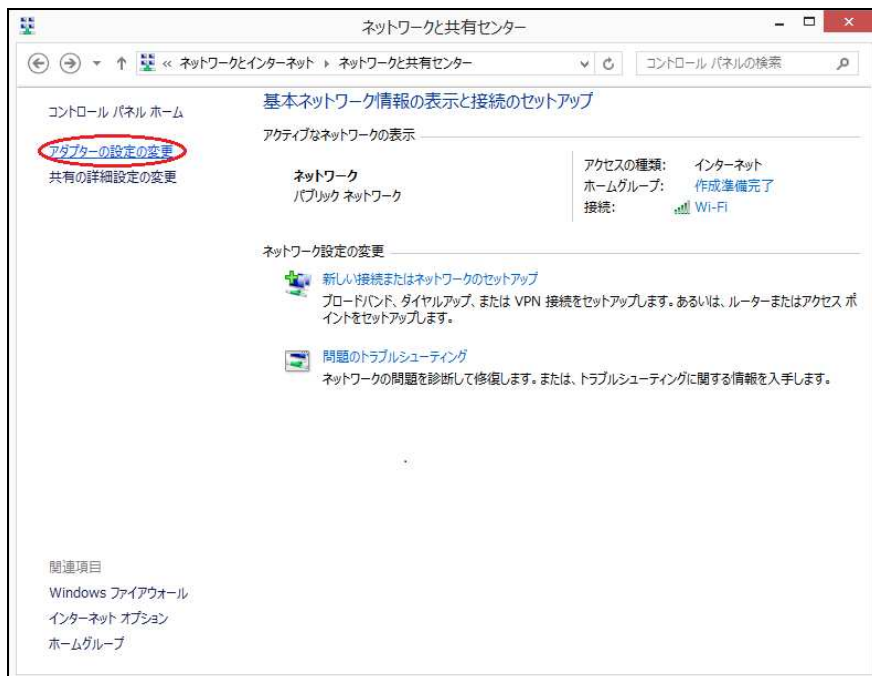 ネットワークと共有センター
« ネットワークとインターネット ▸ ネットワークと共有センター
コントロール パネルの検索
コントロール パネル ホーム
アダプターの設定の変更
共有の詳細設定の変更
基本ネットワーク情報の表示と接続のセットアップ
アクティブなネットワークの表示
ネットワーク
パブリック ネットワーク
アクセスの種類: インターネット
ホームグループ: 作成準備完了
接続: Wi-Fi
ネットワーク設定の変更
新しい接続またはネットワークのセットアップ
ブロードバンド、ダイヤルアップ、または VPN 接続をセットアップします。あるいは、ルーターまたはアクセス ポ
イントをセットアップします。
問題のトラブルシューティング
ネットワークの問題を診断して修復します。または、トラブルシューティングに関する情報を入手します。
関連項目
Windows ファイアウォール
インターネット オプション
ホームグループ